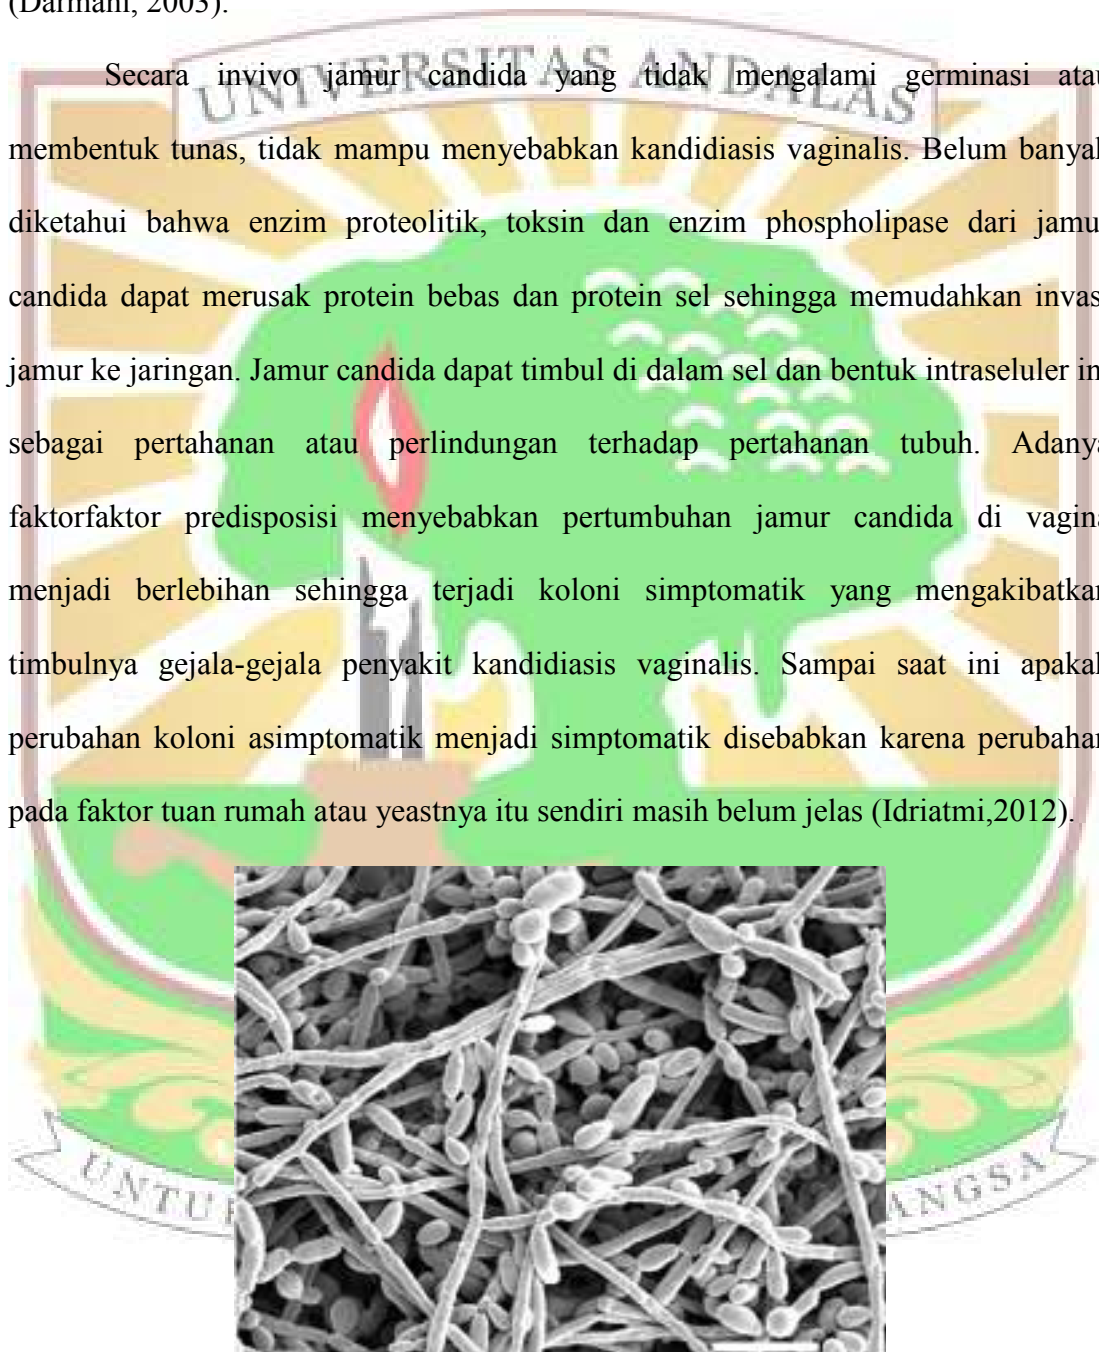 (Darmani, 2003).
UNIVERSITAS ANDALAS
Secara invivo jamur candida yang tidak mengalami germinasi atau
membentuk tunas, tidak mampu menyebabkan kandidiasis vaginalis. Belum banyak
diketahui bahwa enzim proteolitik, toksin dan enzim phospholipase dari jamur
candida dapat merusak protein bebas dan protein sel sehingga memudahkan invasi
jamur ke jaringan. Jamur candida dapat timbul di dalam sel dan bentuk intraseluler ini
sebagai pertahanan atau perlindungan terhadap pertahanan tubuh. Adanya
faktorfaktor predisposisi menyebabkan pertumbuhan jamur candida di vagina
menjadi berlebihan sehingga terjadi koloni simptomatik yang mengakibatkan
timbulnya gejala-gejala penyakit kandidiasis vaginalis. Sampai saat ini apakah
perubahan koloni asimptomatik menjadi simptomatik disebabkan karena perubahan
pada faktor tuan rumah atau yeastnya itu sendiri masih belum jelas (Idriatmi,2012).
UNTU ANGSA